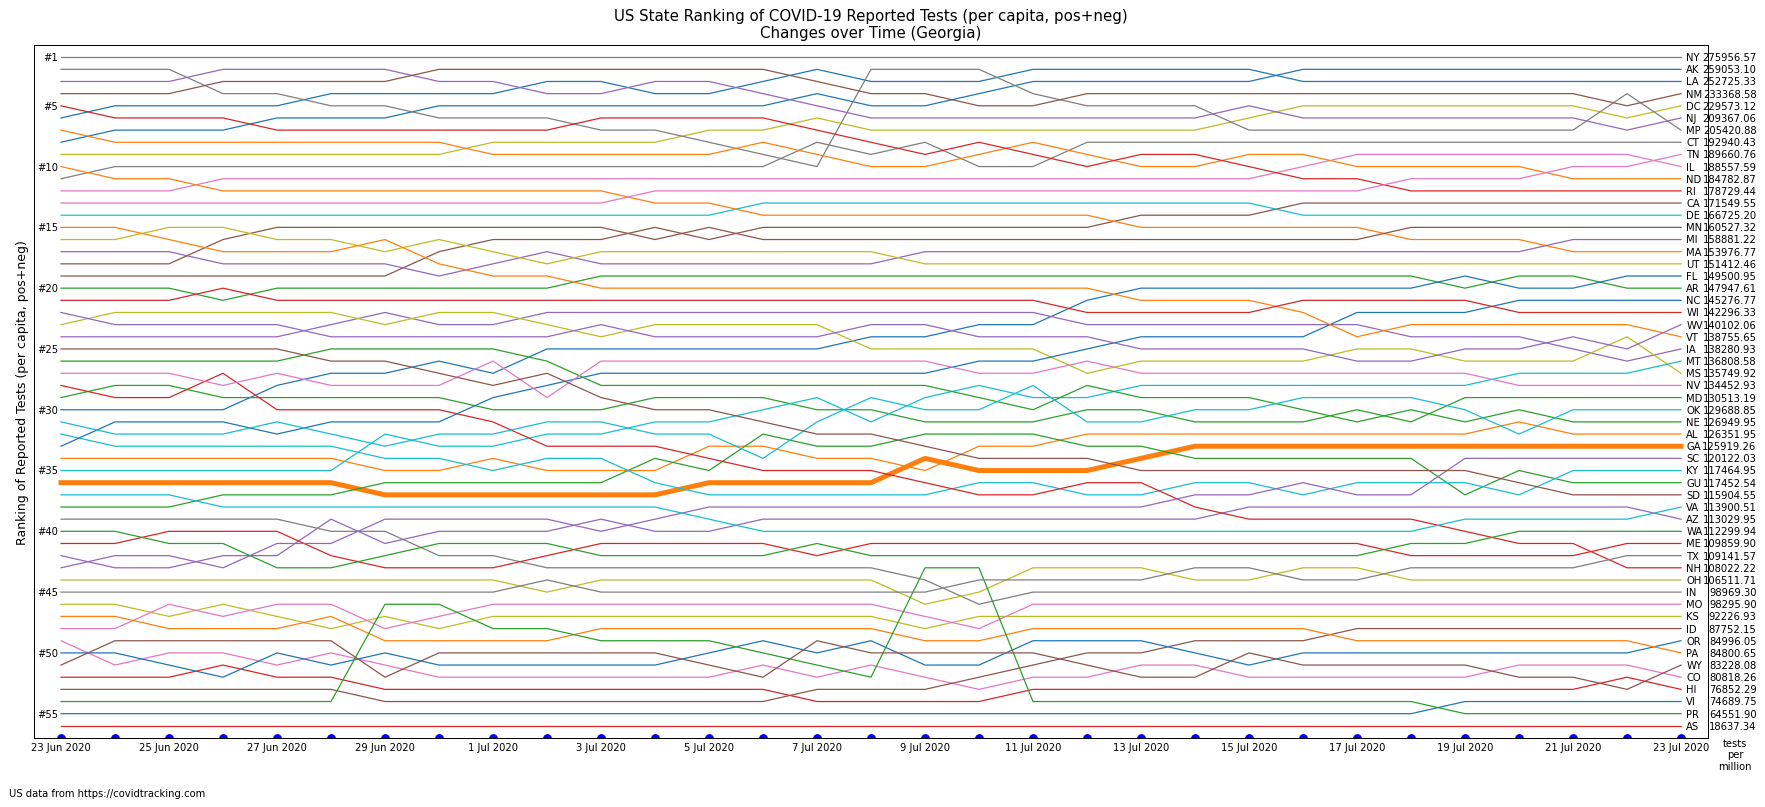 US State Ranking of COVID-19 Reported Tests (per capita, pos+neg)
Changes over Time (Georgia)
Ranking of Reported Tests (per capita, pos+neg)
#1
#5
#10
#15
#20
#25
#30
#35
#40
#45
#50
#55
NY 275956.57
AK 259053.10
LA 252725.33
NM 233368.58
DC 229573.12
NJ 209367.06
MP 205420.88
CT 192940.43
TN 189660.76
IL 188557.59
ND 184782.87
RI 178729.44
CA 171549.55
DE 166725.20
MN 160527.32
MI 158881.22
MA 153976.77
UT 151412.46
FL 149500.95
AR 147947.61
NC 145276.77
WI 142296.33
WV 140102.06
VT 138755.65
IA 138280.93
MT 136808.58
MS 135749.92
NV 134452.93
MD 130513.19
OK 129688.85
NE 126949.95
AL 126351.95
GA 125919.26
SC 120122.03
KY 117464.95
GU 117452.54
SD 115904.55
VA 113900.51
AZ 113029.95
WA 112299.94
ME 109859.90
TX 109141.57
NH 108022.22
OH 106511.71
IN 98969.30
MO 98295.90
KS 92226.93
ID 87752.15
OR 84996.05
PA 84800.65
WY 83228.08
CO 80818.26
HI 76852.29
VI 74689.75
PR 64551.90
AS 18637.34
23 Jun 2020 25 Jun 2020 27 Jun 2020 29 Jun 2020 1 Jul 2020 3 Jul 2020 5 Jul 2020 7 Jul 2020 9 Jul 2020 11 Jul 2020 13 Jul 2020 15 Jul 2020 17 Jul 2020 19 Jul 2020 21 Jul 2020 23 Jul 2020
tests
per
million
US data from https://covidtracking.com